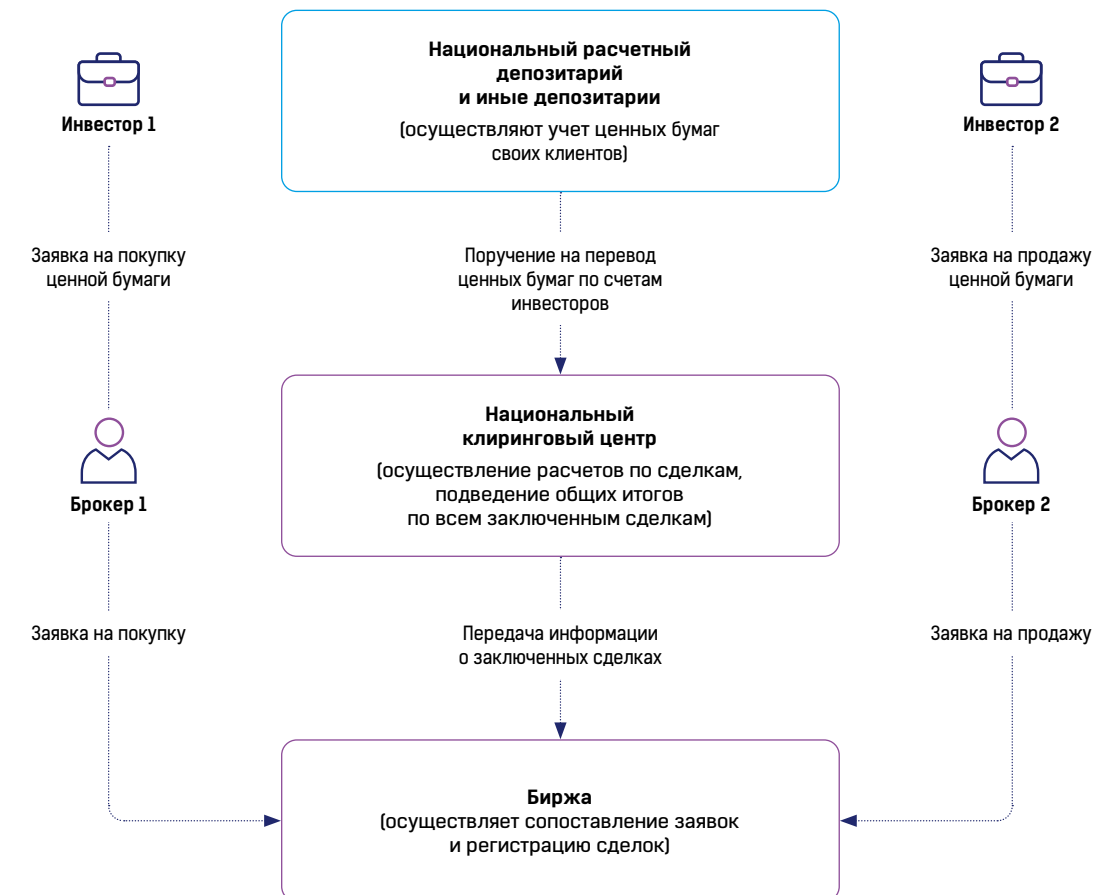 Национальный расчетный
депозитарий
и иные депозитарии
(осуществляют учет ценных бумаг
своих клиентов)
Инвестор 1
Инвестор 2
Заявка на покупку
ценной бумаги
Поручение на перевод
ценных бумаг по счетам
инвесторов
Заявка на продажу
ценной бумаги
Национальный
клиринговый центр
(осуществление расчетов по сделкам,
подведение общих итогов
по всем заключенным сделкам)
Брокер 1
Брокер 2
Заявка на покупку
Передача информации
о заключенных сделках
Заявка на продажу
Биржа
(осуществляет сопоставление заявок
и регистрацию сделок)